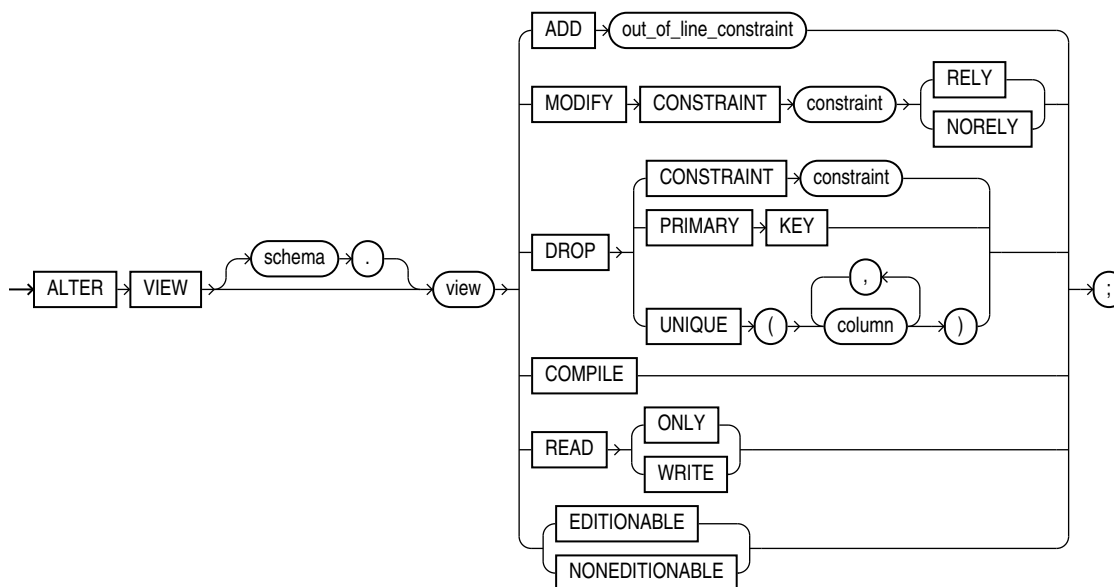 ADD out_of_line_constraint
MODIFY CONSTRAINT constraint RELY
NORELY
CONSTRAINT constraint
PRIMARY KEY
DROP
UNIQUE ( , column )
ALTER VIEW schema . view ;
COMPILE
READ ONLY
WRITE
EDITIONABLE
NONEDITIONABLE